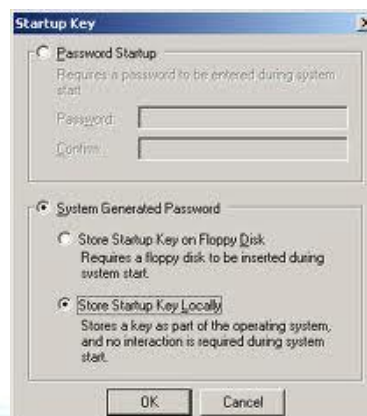 Startup Key
Password Startup
Requires a password to be entered during system
start.
Password:
Confirm:
System Generated Password
Store Startup Key on Floppy Disk
Requires a floppy disk to be inserted during
system start.
Store Startup Key Locally
Stores a key as part of the operating system,
and no interaction is required during system
start.
OK
Cancel